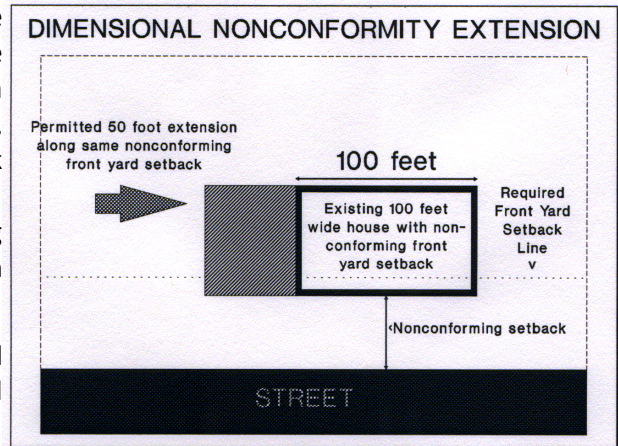 DIMENSIONAL NONCONFORMITY EXTENSION
Permitted 50 foot extension
along same nonconforming
front yard setback
100 feet
Existing 100 feet
wide house with non-
conforming front
yard setback
Required
Front Yard
Setback
Line
v
‹Nonconforming setback
STREET